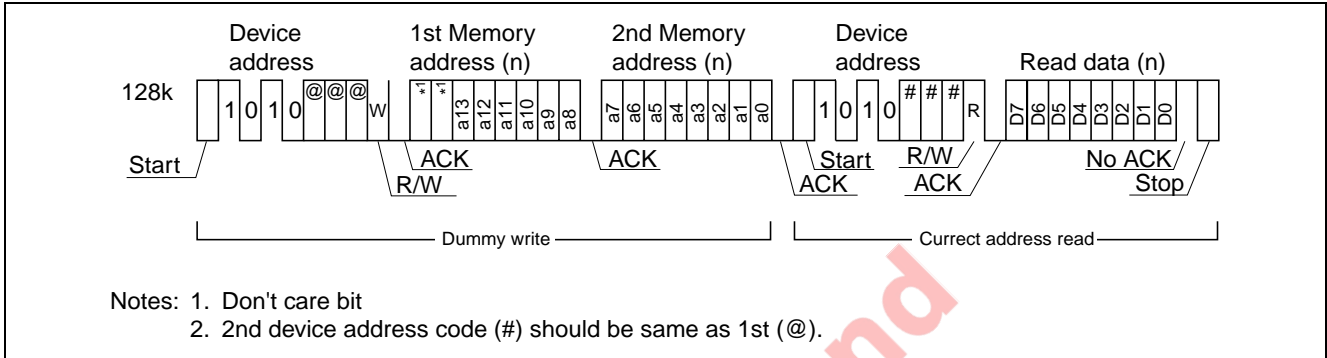 Device address 1st Memory address (n) 2nd Memory address (n) Device address Read data (n)
128k 1 0 1 0 @ @ @ W *1 *1 a13 a12 a11 a10 a9 a8 a7 a6 a5 a4 a3 a2 a1 a0 1 0 1 0 # # # R D7 D6 D5 D4 D3 D2 D1 D0
Start ACK ACK Start R/W No ACK
R/W ACK ACK Stop
Dummy write Currect address read
Notes: 1. Don't care bit
2. 2nd device address code (#) should be same as 1st (@).